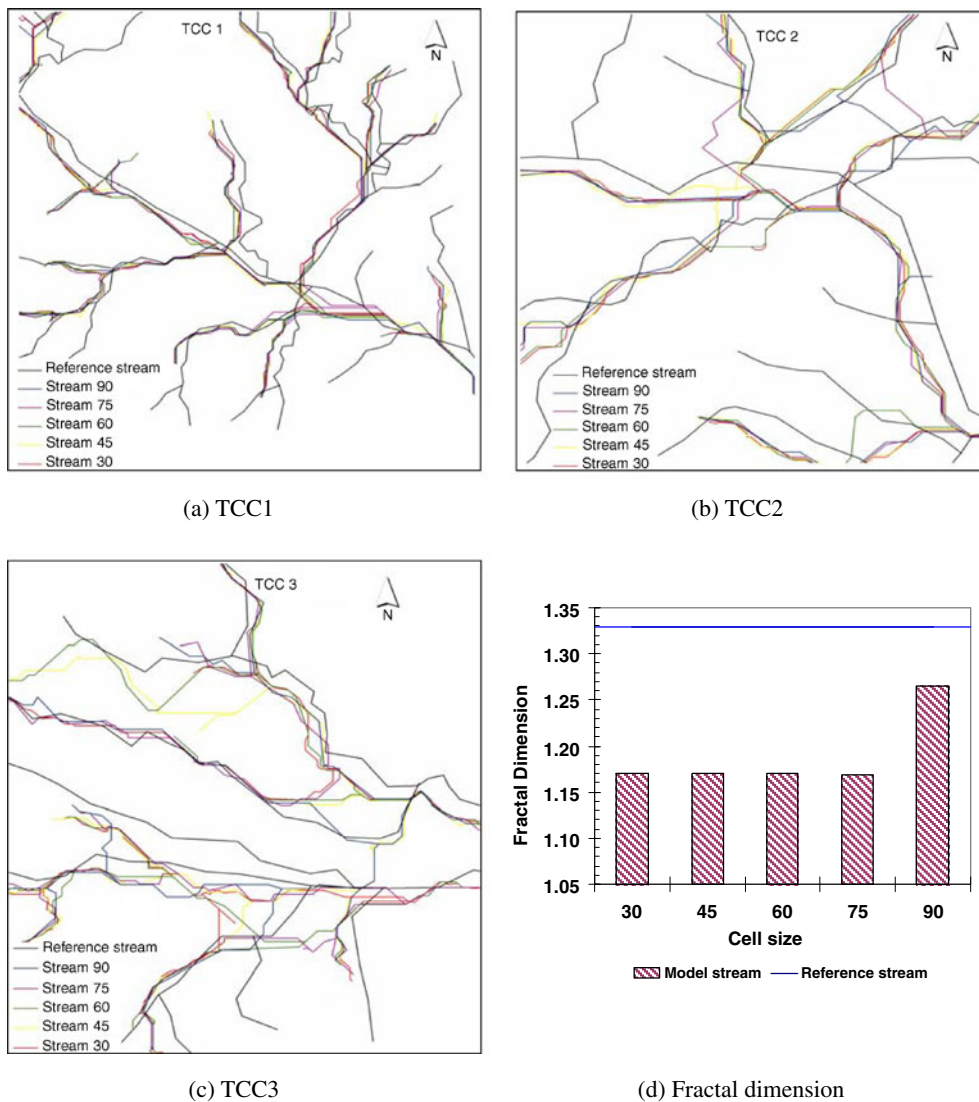 TCC 1
N
Reference stream
Stream 90
Stream 75
Stream 60
Stream 45
Stream 30
(a) TCC1
TCC 2
N
Reference stream
Stream 90
Stream 75
Stream 60
Stream 45
Stream 30
(b) TCC2
TCC 3
N
Reference stream
Stream 90
Stream 75
Stream 60
Stream 45
Stream 30
(c) TCC3
Fractal Dimension
1.35
1.30
1.25
1.20
1.15
1.10
1.05
30 45 60 75 90
Cell size
Model stream Reference stream
(d) Fractal dimension